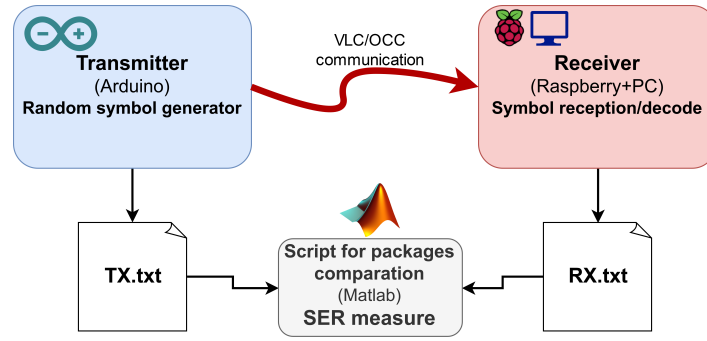 Transmitter
(Arduino)
Random symbol generator
VLC/OCC
communication
Receiver
(Raspberry+PC)
Symbol reception/decode
TX.txt
Script for packages
comparation
(Matlab)
SER measure
RX.txt